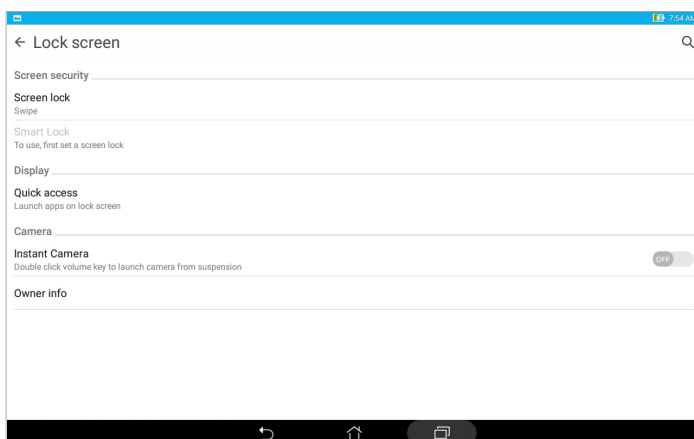 7:54 AM
Lock screen
Screen security
Screen lock
Swipe
Smart Lock
To use, first set a screen lock
Display
Quick access
Launch apps on lock screen
Camera
Instant Camera
Double click volume key to launch camera from suspension
OFF
Owner info